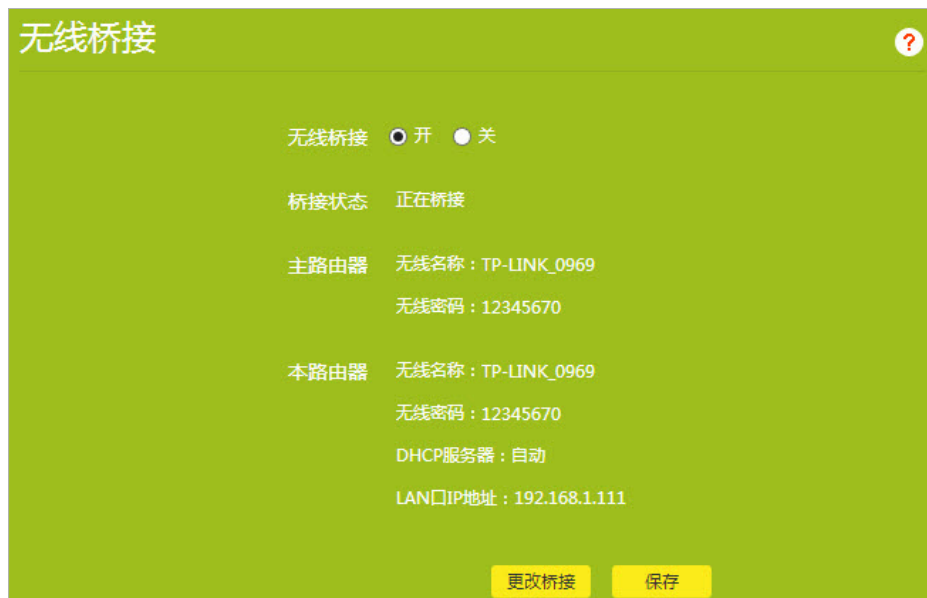 无线桥接
?
无线桥接 开 关
桥接状态 正在桥接
主路由器 无线名称：TP-LINK_0969
无线密码：12345670
本路由器 无线名称：TP-LINK_0969
无线密码：12345670
DHCP服务器：自动
LAN口IP地址：192.168.1.111
更改桥接 保存